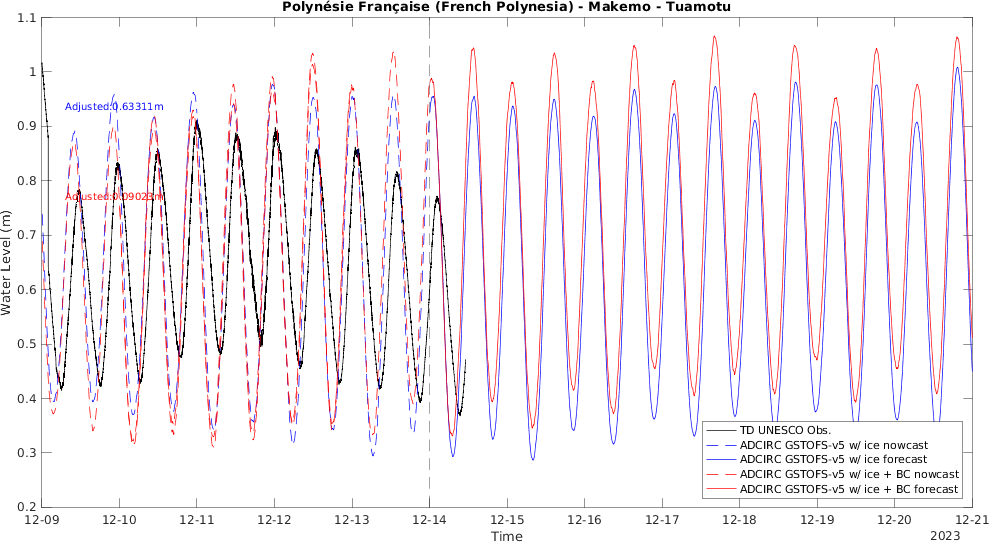 Polynésie Française (French Polynesia) - Makemo - Tuamotu
Water Level (m)
1.1
1
0.9
0.8
0.7
0.6
0.5
0.4
0.3
0.2
Adjusted:0.63311m
Adjusted:0.09023m
TD UNESCO Obs.
ADCIRC GSTOFS-v5 w/ ice nowcast
ADCIRC GSTOFS-v5 w/ ice forecast
ADCIRC GSTOFS-v5 w/ ice + BC nowcast
ADCIRC GSTOFS-v5 w/ ice + BC forecast
12-09 12-10 12-11 12-12 12-13 12-14 12-15 12-16 12-17 12-18 12-19 12-20 12-21
Time
2023